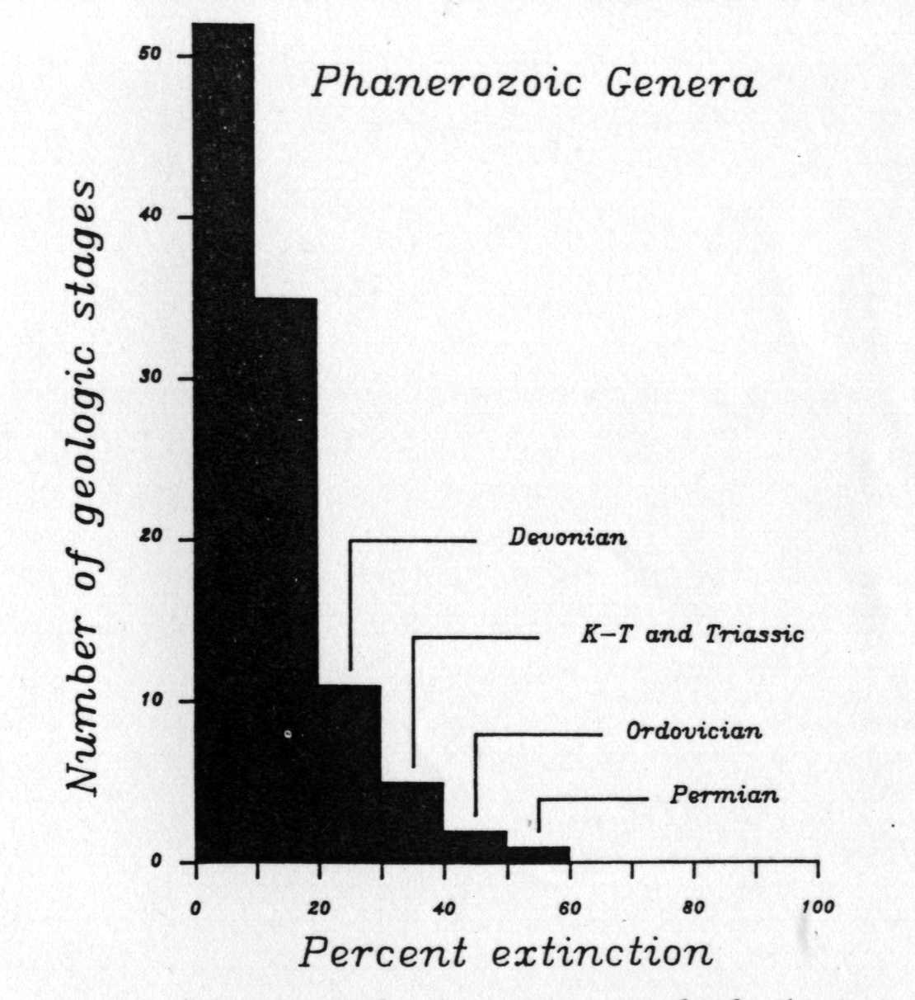 Phanerozoic Genera
50
40
30
20
10
0
Number of geologic stages
Devonian
K-T and Triassic
Ordovician
Permian
0 20 40 60 80 100
Percent extinction